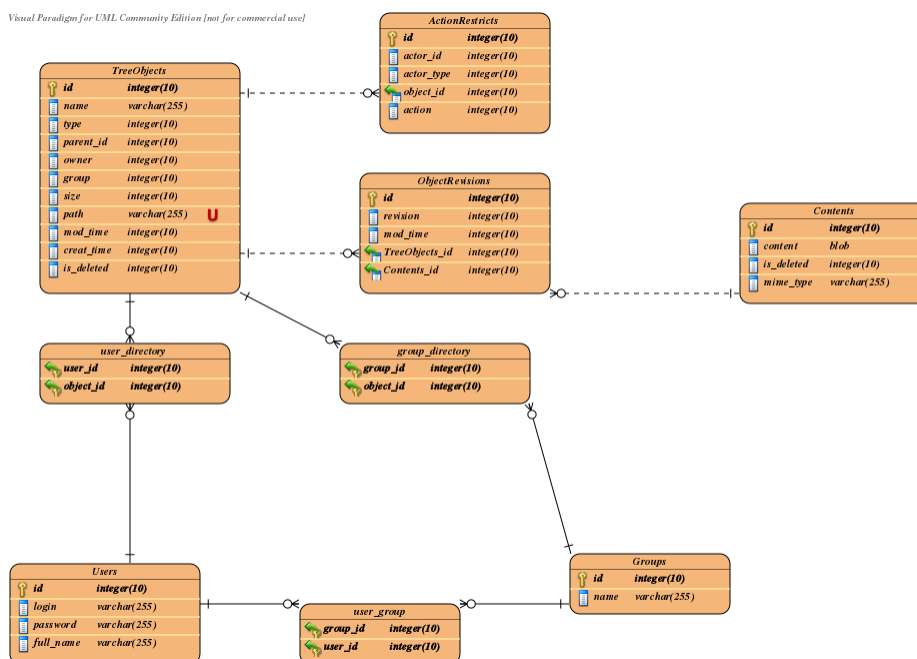 Visual Paradigm for UML Community Edition [not for commercial use]
ActionRestricts
id integer(10)
actor_id integer(10)
actor_type integer(10)
object_id integer(10)
action integer(10)
TreeObjects
id integer(10)
name varchar(255)
type integer(10)
parent_id integer(10)
owner integer(10)
group integer(10)
size integer(10)
path varchar(255) U
mod_time integer(10)
creat_time integer(10)
is_deleted integer(10)
ObjectRevisions
id integer(10)
revision integer(10)
mod_time integer(10)
TreeObjects_id integer(10)
Contents_id integer(10)
Contents
id integer(10)
content blob
is_deleted integer(10)
mime_type varchar(255)
user_directory
user_id integer(10)
object_id integer(10)
group_directory
group_id integer(10)
object_id integer(10)
Users
id integer(10)
login varchar(255)
password varchar(255)
full_name varchar(255)
user_group
group_id integer(10)
user_id integer(10)
Groups
id integer(10)
name varchar(255)